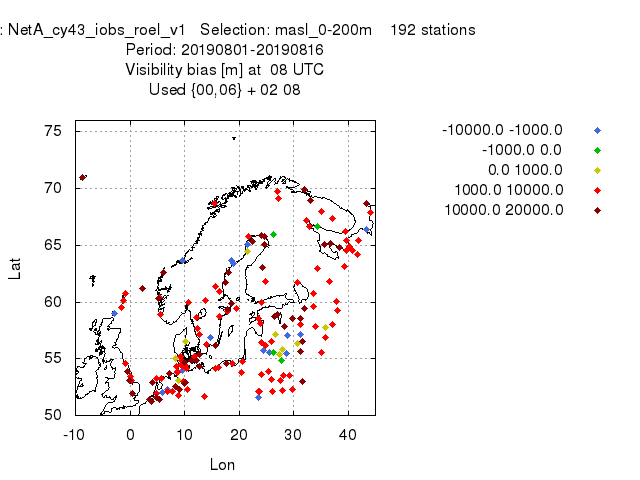 : NetA_cy43_iobs_roel_v1 Selection: masl_0-200m 192 stations
Period: 20190801-20190816
Visibility bias [m] at 08 UTC
Used {00,06} + 02 08
-10000.0 -1000.0
-1000.0 0.0
0.0 1000.0
1000.0 10000.0
10000.0 20000.0
75
70
65
60
55
50
Lat
-10 0 10 20 30 40
Lon